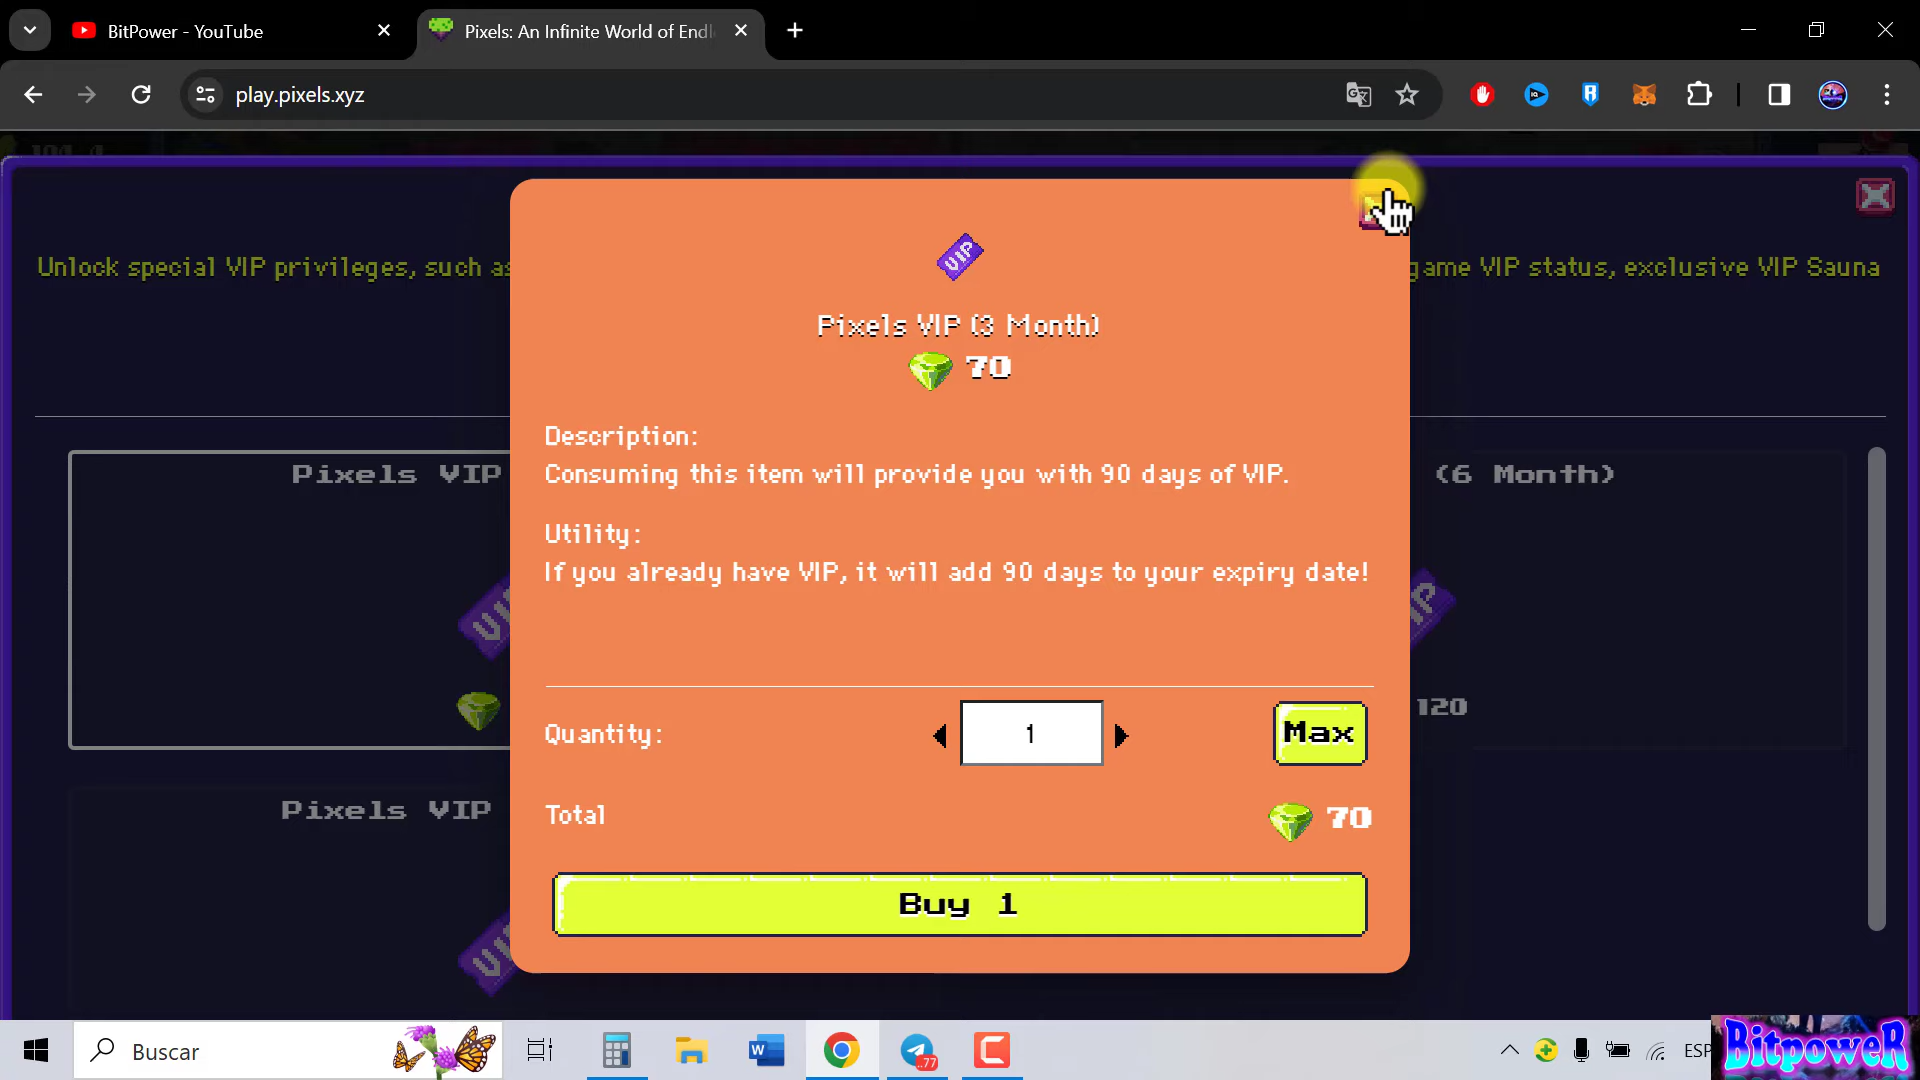 BitPower - YouTube
Pixels: An Infinite World of Endl
play.pixels.xyz
Unlock special VIP privileges, such as
game VIP status, exclusive VIP Sauna
VIP
Pixels VIP (3 Month)
70
Description:
Consuming this item will provide you with 90 days of VIP.
Utility:
If you already have VIP, it will add 90 days to your expiry date!
Pixels VIP
(6 Month)
120
Quantity:
1
Max
Total
70
Pixels VIP
Buy 1
Buscar
77
ESP
BitpoweR